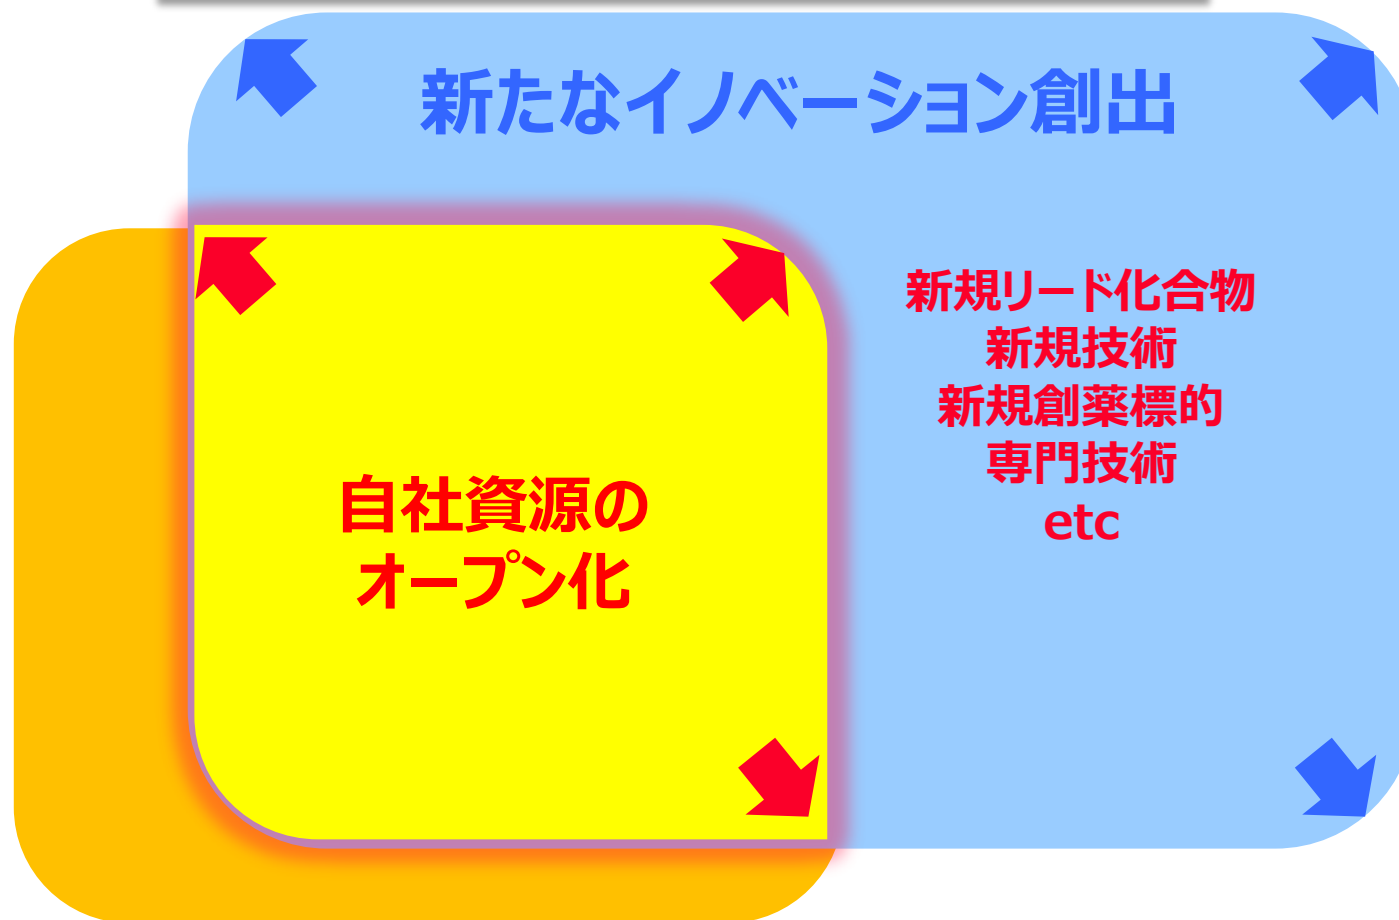 新たなイノベーション創出
新規リード化合物
新規技術
新規創薬標的
専門技術
etc
自社資源の
オープン化